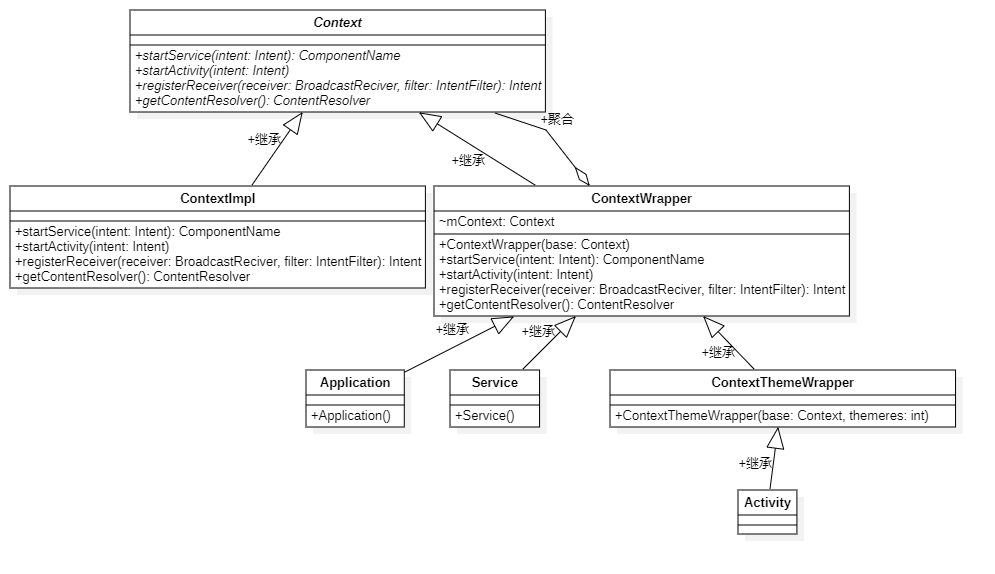 Context
+startService(intent: Intent): ComponentName
+startActivity(intent: Intent)
+registerReceiver(receiver: BroadcastReciver, filter: IntentFilter): Intent
+getContentResolver(): ContentResolver
+聚合
+继承
+继承
ContextImpl
+startService(intent: Intent): ComponentName
+startActivity(intent: Intent)
+registerReceiver(receiver: BroadcastReciver, filter: IntentFilter): Intent
+getContentResolver(): ContentResolver
ContextWrapper
~mContext: Context
+ContextWrapper(base: Context)
+startService(intent: Intent): ComponentName
+startActivity(intent: Intent)
+registerReceiver(receiver: BroadcastReciver, filter: IntentFilter): Intent
+getContentResolver(): ContentResolver
+继承
+继承
+继承
Application
+Application()
Service
+Service()
ContextThemeWrapper
+ContextThemeWrapper(base: Context, themeres: int)
+继承
Activity